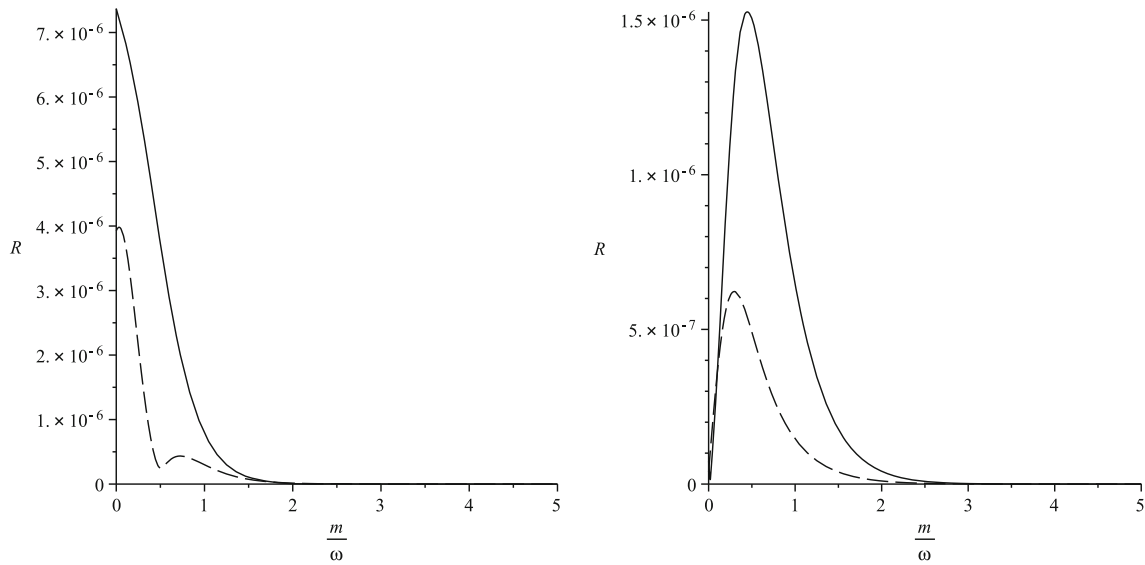 7. × 10⁻⁶
6. × 10⁻⁶
5. × 10⁻⁶
4. × 10⁻⁶
3. × 10⁻⁶
2. × 10⁻⁶
1. × 10⁻⁶
0
R
0 1 2 3 4 5
m
ω
1.5 × 10⁻⁶
1. × 10⁻⁶
5. × 10⁻⁷
0
R
0 1 2 3 4 5
m
ω